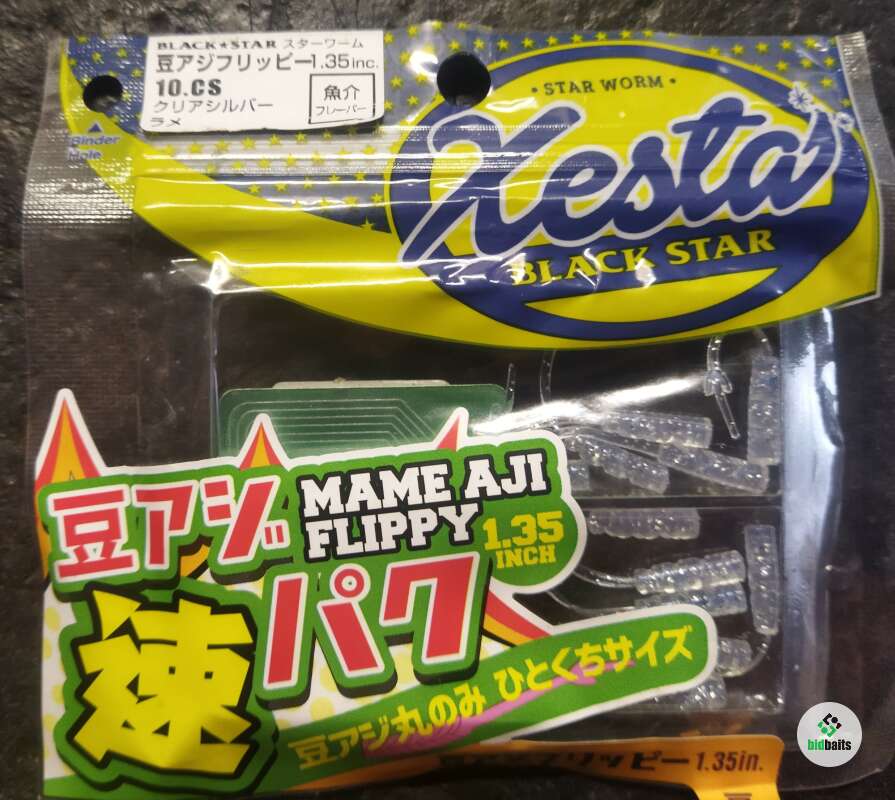 BLACK★STAR スターワーム
豆アジフリッピー1.35inc.
10.CS
クリアシルバー
ラメ
魚介
フレーバー
Binder
Hole
• STAR WORM •
Xesta
BLACK STAR
豆アジ
MAME AJI
FLIPPY
1.35
INCH
速パク
豆アジ丸のみ ひとくちサイズ
リッピー1.35in.
bidbaits